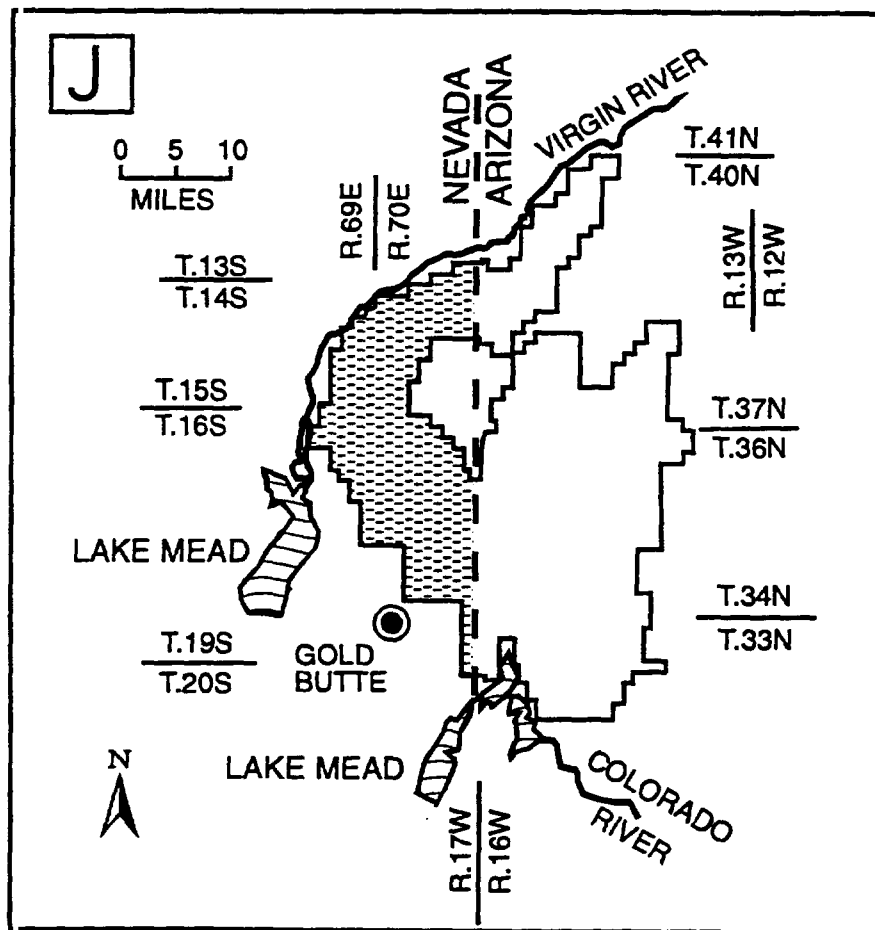 J
0 5 10
MILES
NEVADA
ARIZONA
VIRGIN RIVER
T.41N
T.40N
R.69E
R.70E
R.13W
R.12W
T.13S
T.14S
T.15S
T.16S
T.37N
T.36N
LAKE MEAD
T.34N
T.33N
T.19S
T.20S
GOLD
BUTTE
LAKE MEAD
N
COLORADO
RIVER
R.17W
R.16W